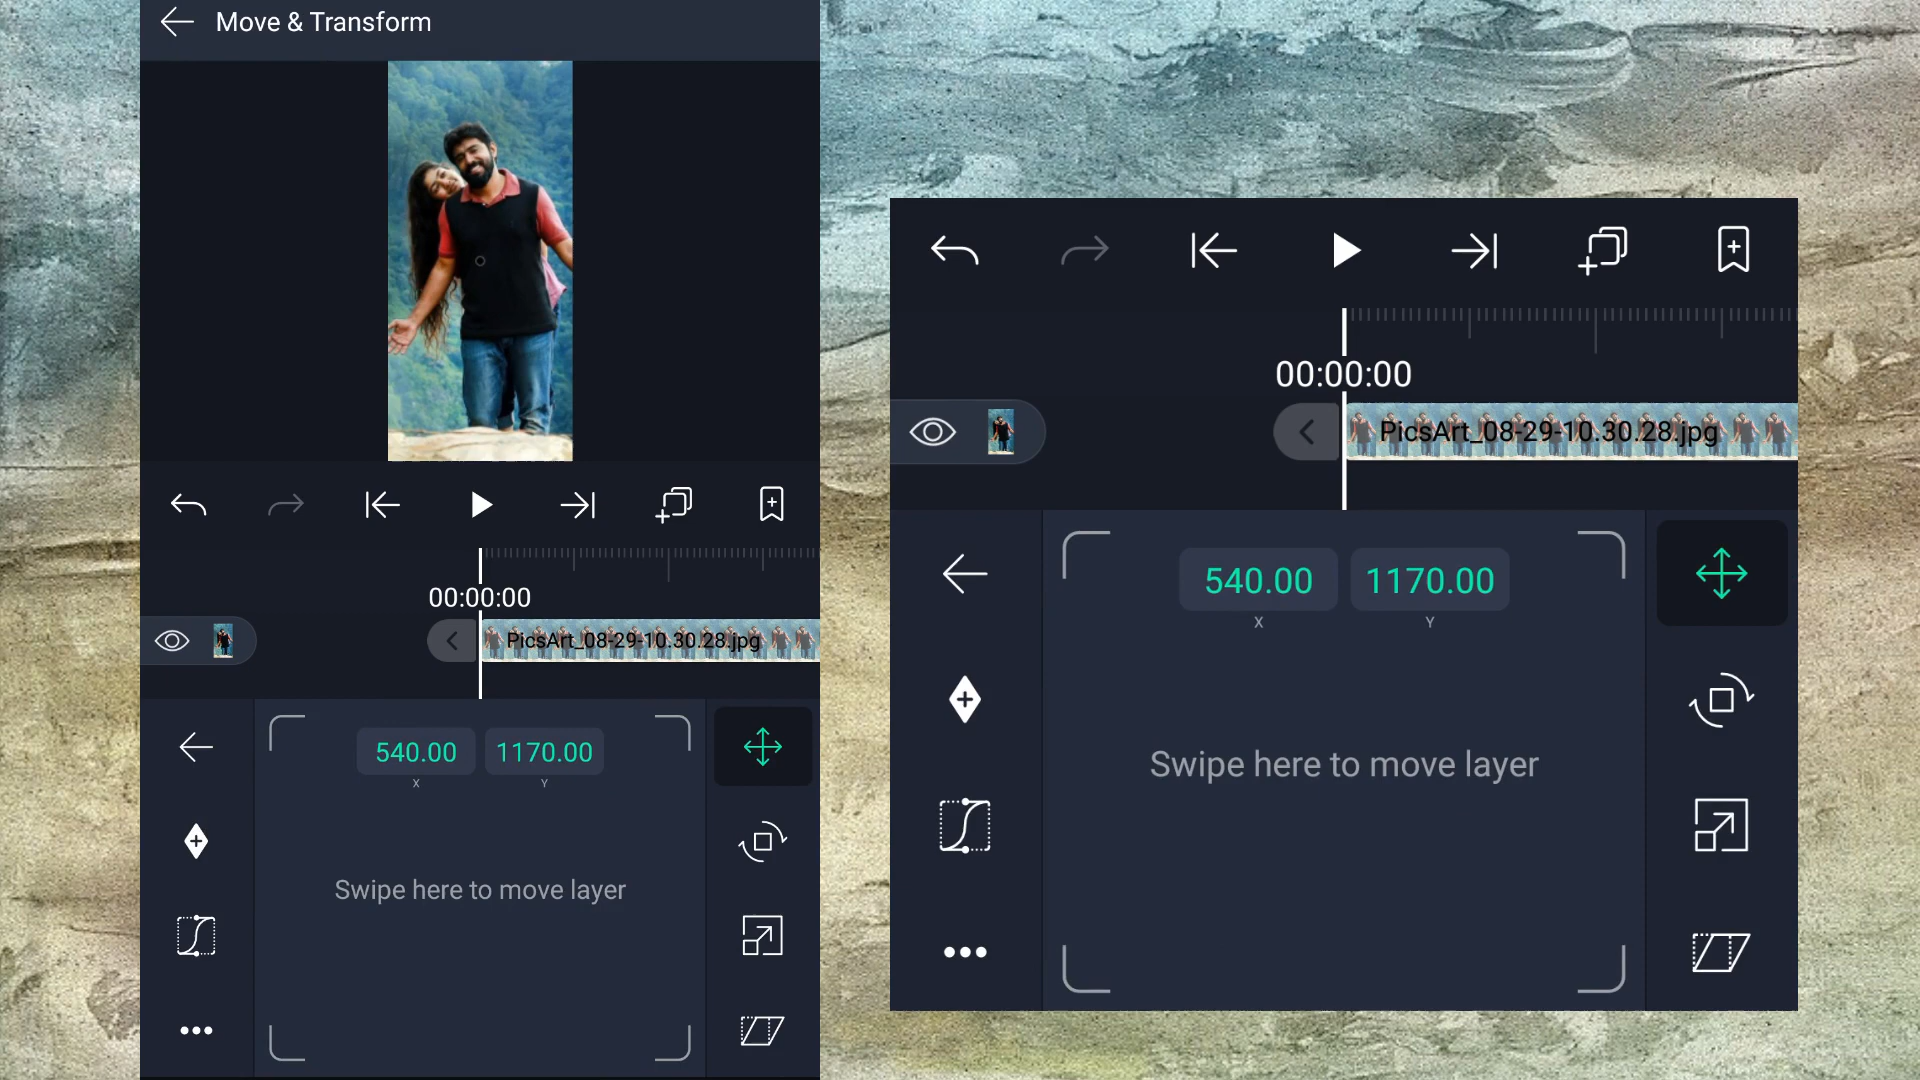 Move & Transform
00:00:00
PicsArt_08-29-10.30.28.jpg
540.00 1170.00
X Y
Swipe here to move layer
00:00:00
PicsArt_08-29-10.30.28.jpg
540.00 1170.00
X Y
Swipe here to move layer